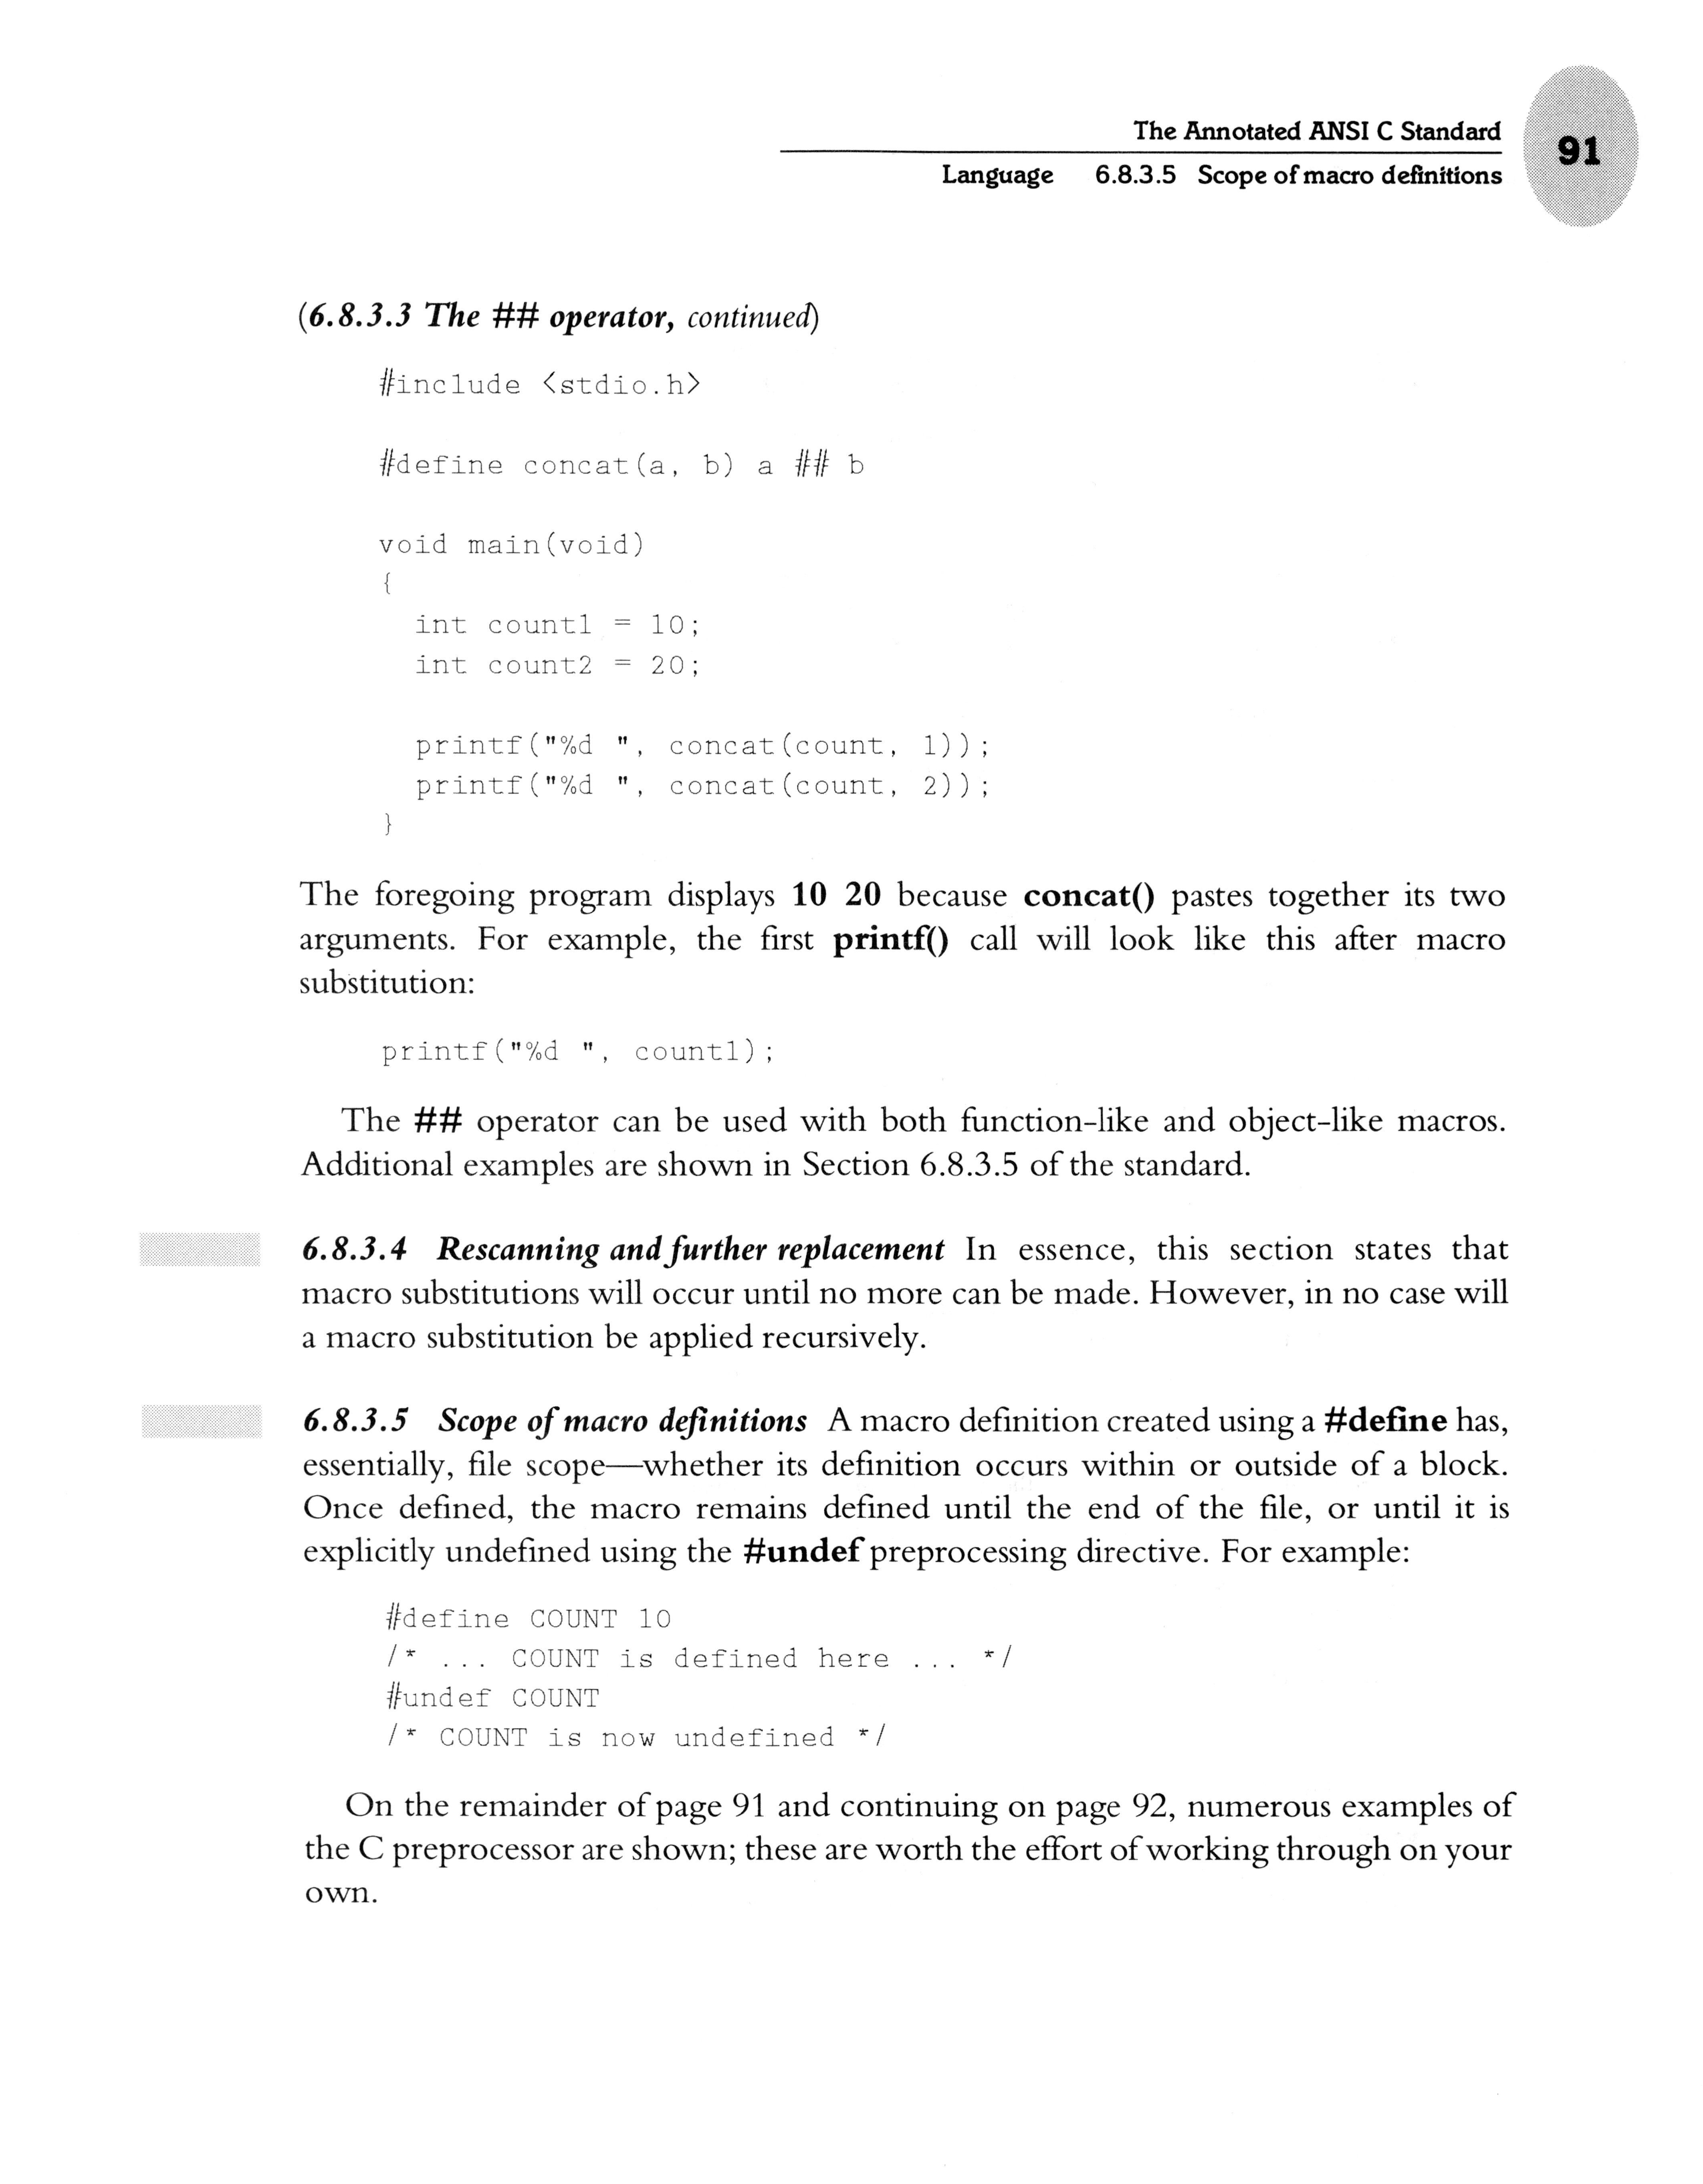 The Annotated ANSI C Standard
91
Language 6.8.3.5 Scope of macro definitions
(6.8.3.3 The ## operator, continued)
#include <stdio.h>
#define concat(a, b) a ## b
void main(void)
{
int count1 = 10;
int count2 = 20;
printf("%d ", concat(count, 1));
printf("%d ", concat(count, 2));
}
The foregoing program displays 10 20 because concat() pastes together its two
arguments. For example, the first printf() call will look like this after macro
substitution:
printf("%d ", count1);
The ## operator can be used with both function-like and object-like macros.
Additional examples are shown in Section 6.8.3.5 of the standard.
6.8.3.4 Rescanning and further replacement In essence, this section states that
macro substitutions will occur until no more can be made. However, in no case will
a macro substitution be applied recursively.
6.8.3.5 Scope of macro definitions A macro definition created using a #define has,
essentially, file scope—whether its definition occurs within or outside of a block.
Once defined, the macro remains defined until the end of the file, or until it is
explicitly undefined using the #undef preprocessing directive. For example:
#define COUNT 10
/* ... COUNT is defined here ... */
#undef COUNT
/* COUNT is now undefined */
On the remainder of page 91 and continuing on page 92, numerous examples of
the C preprocessor are shown; these are worth the effort of working through on your
own.